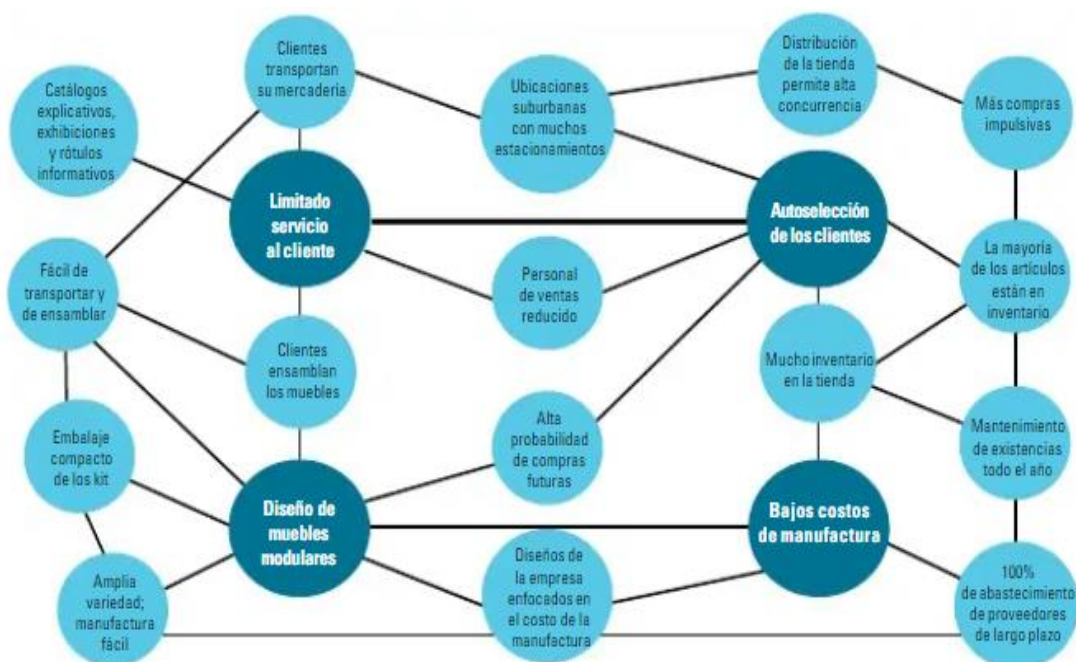 Clientes
transportan
su mercadería
Distribución
de la tienda
permite alta
concurrencia
Catálogos
explicativos,
exhibiciones
y rótulos
informativos
Ubicaciones
suburbanas
con muchos
estacionamientos
Más compras
impulsivas
Limitado
servicio
al cliente
Autoselección
de los clientes
Fácil de
transportar y
de ensamblar
Personal
de ventas
reducido
La mayoría
de los artículos
están en
inventario
Clientes
ensamblan
los muebles
Mucho inventario
en la tienda
Embalaje
compacto
de los kit
Alta
probabilidad
de compras
futuras
Mantenimiento
de existencias
todo el año
Diseño de
muebles
modulares
Bajos costos
de manufactura
Amplia
variedad;
manufactura
fácil
Diseños de
la empresa
enfocados en
el costo de la
manufactura
100%
de abastecimiento
de proveedores
de largo plazo